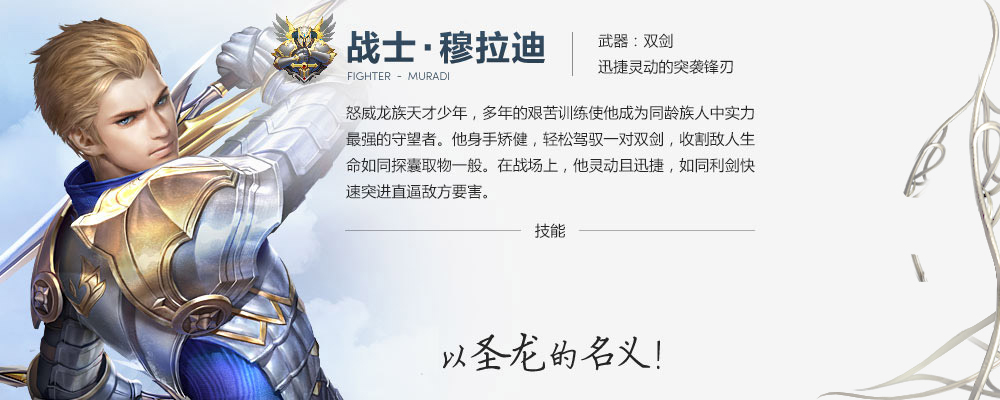 战士·穆拉迪
FIGHTER - MURADI
武器：双剑
迅捷灵动的突袭锋刃
怒威龙族天才少年，多年的艰苦训练使他成为同龄族人中实力
最强的守望者。他身手矫健，轻松驾驭一对双剑，收割敌人生
命如同探囊取物一般。在战场上，他灵动且迅捷，如同利剑快
速突进直逼敌方要害。
技能
以圣龙的名义！